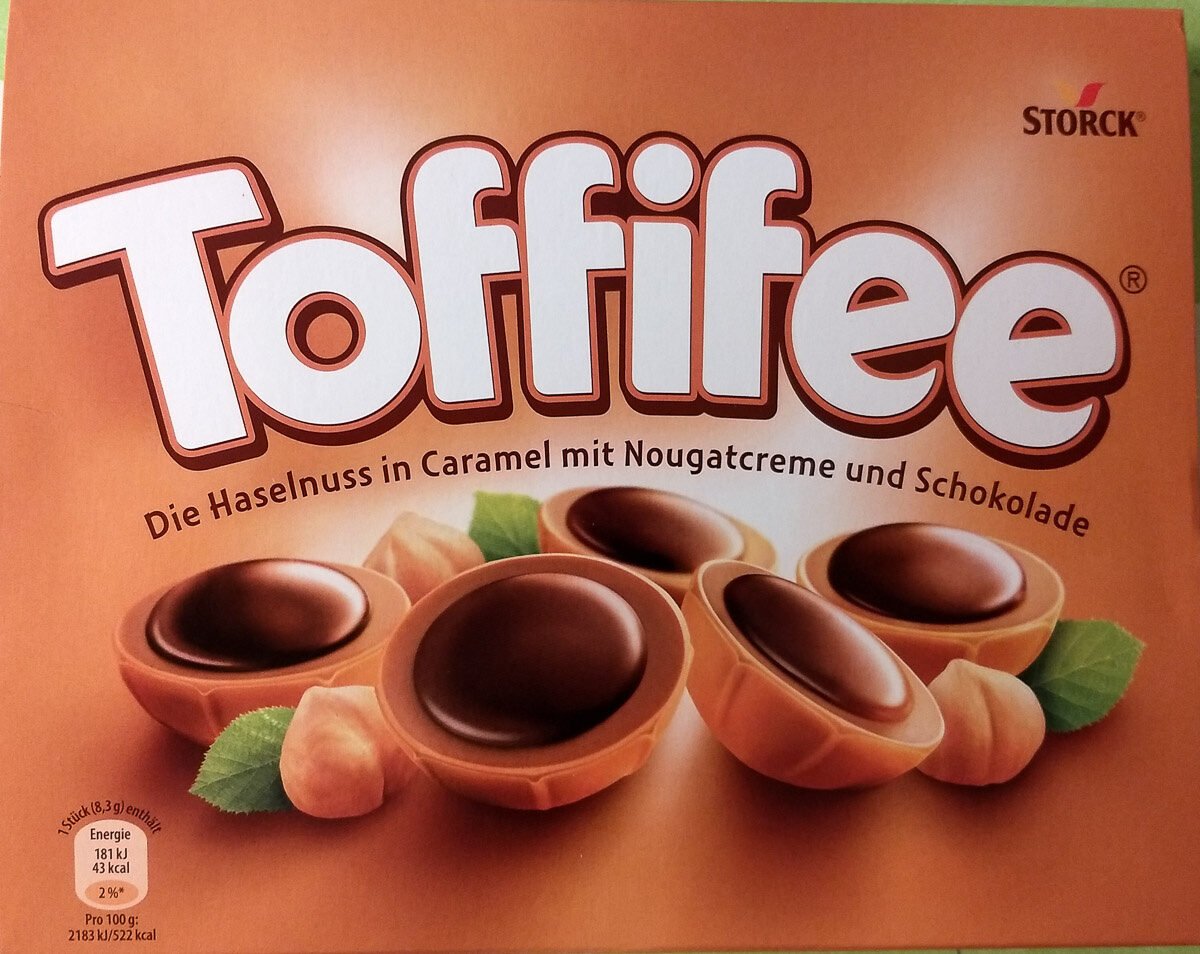 STORCK®
Toffifee®
Die Haselnuss in Caramel mit Nougatcreme und Schokolade
1 Stück (8,3 g) enthält
Energie
181 kJ
43 kcal
2%*
Pro 100 g:
2183 kJ/522 kcal